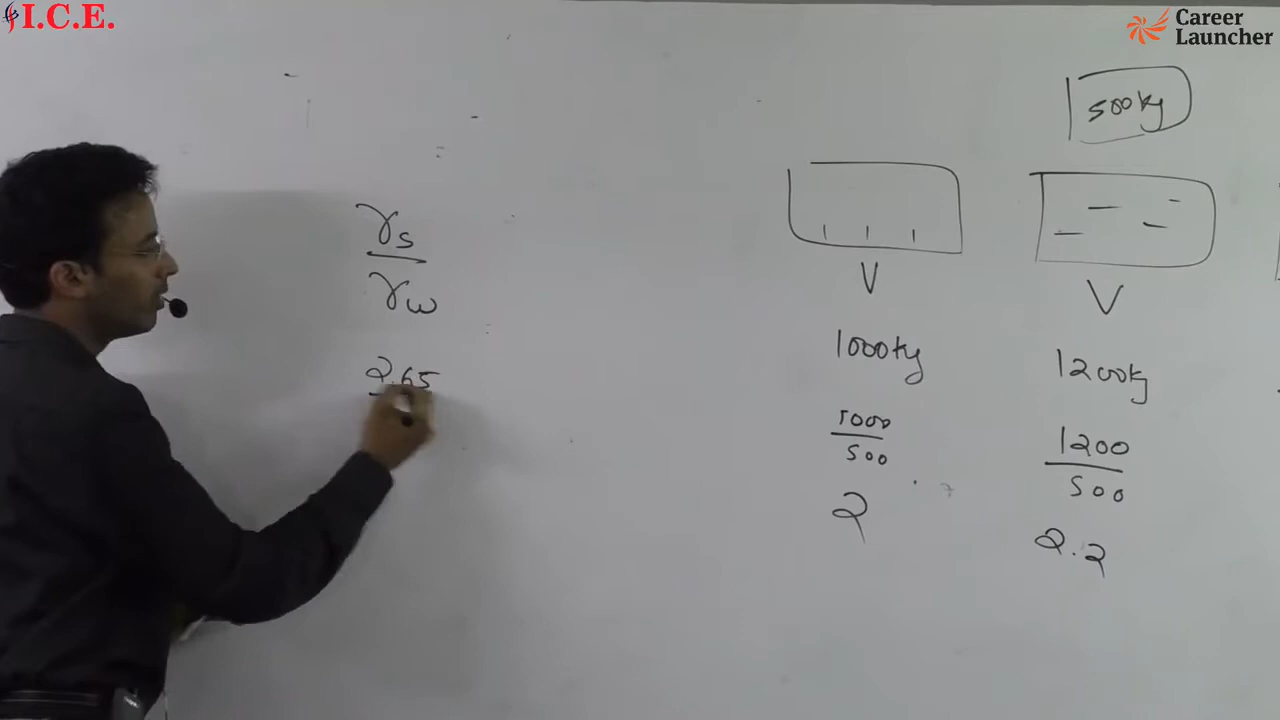 I.C.E.
Career
Launcher
500kg
γs
γw
2.65
V
1000kg
1000
500
2
V
1200kg
1200
500
2.2